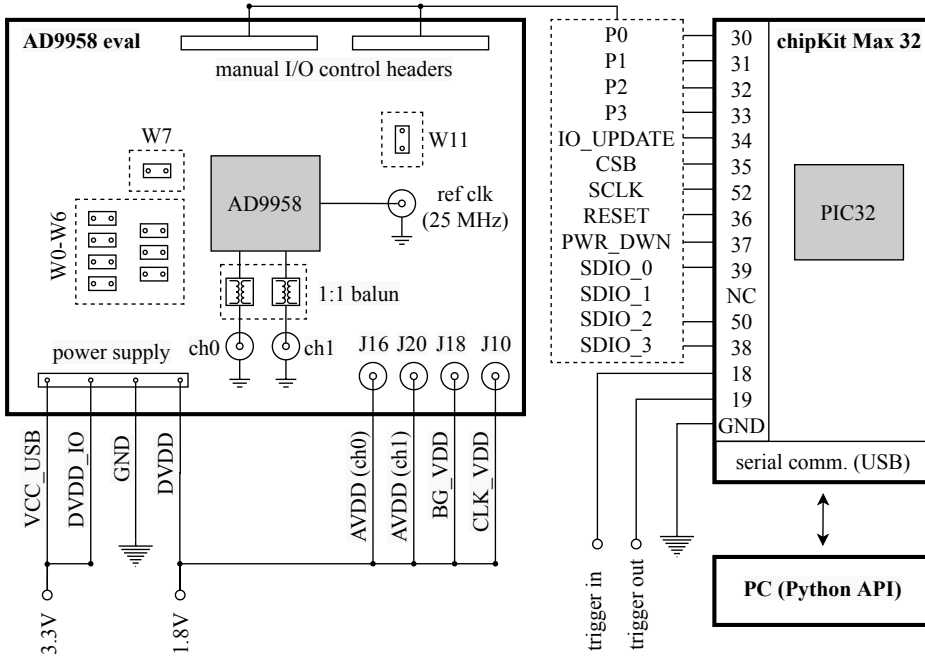 AD9958 eval
manual I/O control headers
W7
W11
W0-W6
AD9958
ref clk
(25 MHz)
1:1 balun
ch0
ch1
power supply
J16
J20
J18
J10
VCC_USB
DVDD_IO
GND
DVDD
AVDD (ch0)
AVDD (ch1)
BG_VDD
CLK_VDD
3.3V
1.8V
P0
P1
P2
P3
IO_UPDATE
CSB
SCLK
RESET
PWR_DWN
SDIO_0
SDIO_1
SDIO_2
SDIO_3
chipKit Max 32
30
31
32
33
34
35
52
36
37
39
NC
50
38
18
19
GND
PIC32
serial comm. (USB)
trigger in
trigger out
PC (Python API)